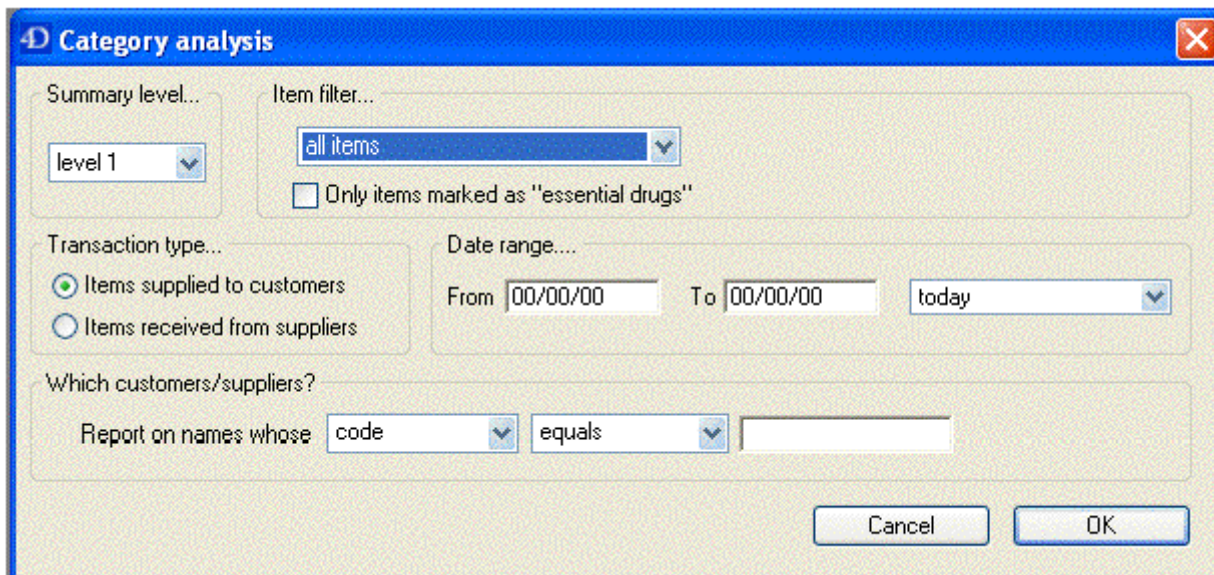 4D Category analysis
Summary level...
Item filter...
level 1
all items
Only items marked as "essential drugs"
Transaction type...
Date range....
Items supplied to customers
From 00/00/00 To 00/00/00 today
Items received from suppliers
Which customers/suppliers?
Report on names whose code equals
Cancel OK